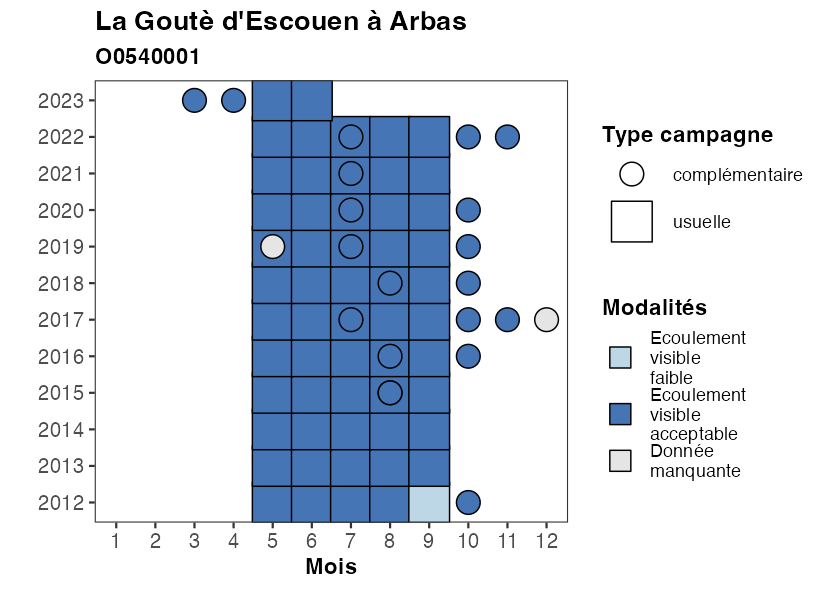 La Goutè d'Escouen à Arbas
O0540001
2023
2022
2021
2020
2019
2018
2017
2016
2015
2014
2013
2012
1 2 3 4 5 6 7 8 9 10 11 12
Mois
Type campagne
complémentaire
usuelle
Modalités
Ecoulement
visible
faible
Ecoulement
visible
acceptable
Donnée
manquante